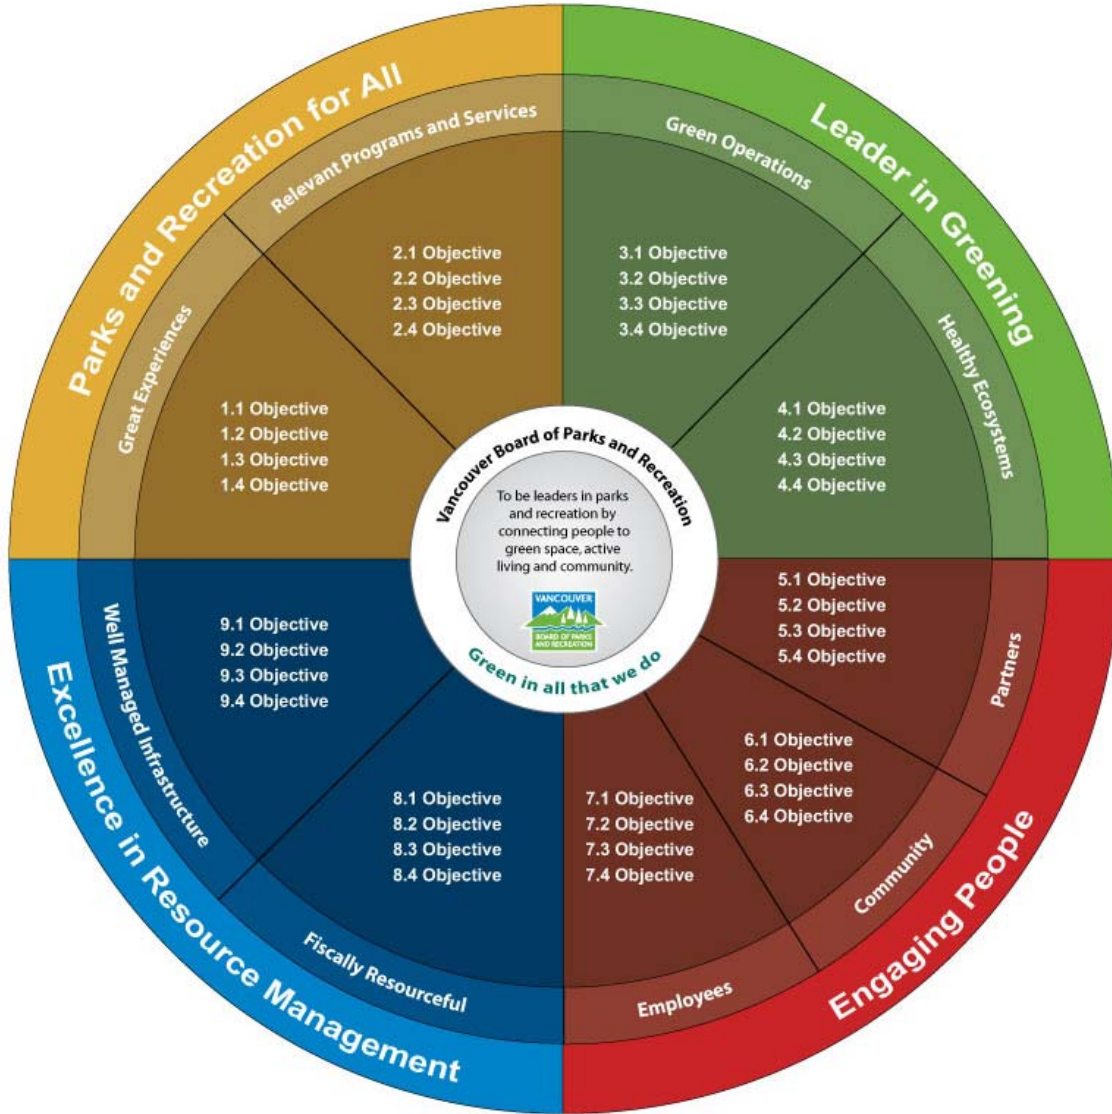 Parks and Recreation for All
Great Experiences
1.1 Objective
1.2 Objective
1.3 Objective
1.4 Objective
Relevant Programs and Services
2.1 Objective
2.2 Objective
2.3 Objective
2.4 Objective
Leader in Greening
Green Operations
3.1 Objective
3.2 Objective
3.3 Objective
3.4 Objective
Healthy Ecosystems
4.1 Objective
4.2 Objective
4.3 Objective
4.4 Objective
Engaging People
Partners
5.1 Objective
5.2 Objective
5.3 Objective
5.4 Objective
Community
6.1 Objective
6.2 Objective
6.3 Objective
6.4 Objective
Employees
7.1 Objective
7.2 Objective
7.3 Objective
7.4 Objective
Excellence in Resource Management
Fiscally Resourceful
8.1 Objective
8.2 Objective
8.3 Objective
8.4 Objective
Well Managed Infrastructure
9.1 Objective
9.2 Objective
9.3 Objective
9.4 Objective
Vancouver Board of Parks and Recreation
To be leaders in parks
and recreation by
connecting people to
green space, active
living and community.
VANCOUVER
BOARD OF PARKS
AND RECREATION
Green in all that we do